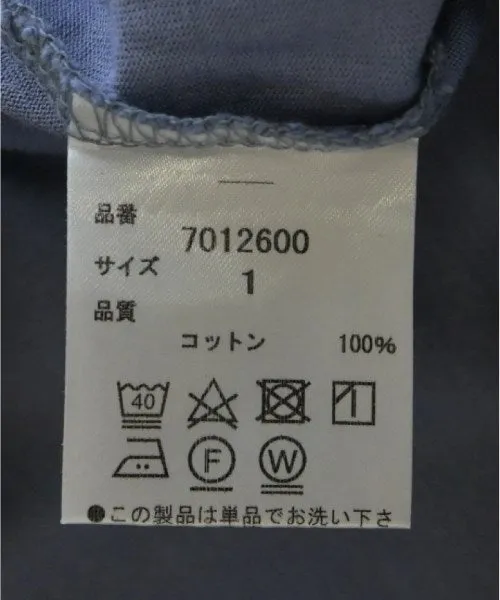 品番
7012600
サイズ
1
品質
コットン 100%
40
F W
●この製品は単品でお洗い下さ